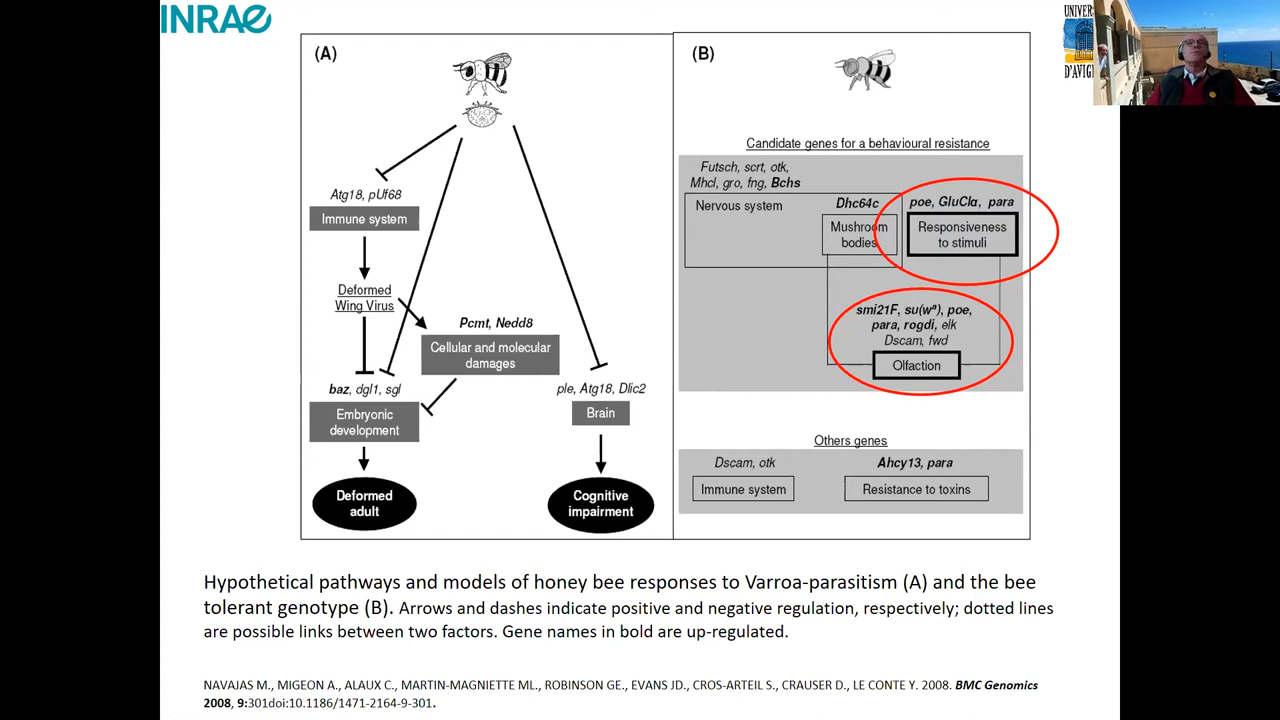 INRAE
UNIVER
D'AVIG
(A)
Atg18, pUf68
Immune system
Deformed
Wing Virus
Pcmt, Nedd8
Cellular and molecular
damages
baz, dgl1, sgl
Embryonic
development
Deformed
adult
ple, Atg18, Dlic2
Brain
Cognitive
impairment
(B)
Candidate genes for a behavioural resistance
Futsch, scrt, otk,
Mhcl, gro, fng, Bchs
Nervous system
Dhc64c
Mushroom
bodies
poe, GluClα, para
Responsiveness
to stimuli
smi21F, su(wᵃ), poe,
para, rogdi, elk
Dscam, fwd
Olfaction
Others genes
Dscam, otk
Immune system
Ahcy13, para
Resistance to toxins
Hypothetical pathways and models of honey bee responses to Varroa-parasitism (A) and the bee
tolerant genotype (B). Arrows and dashes indicate positive and negative regulation, respectively; dotted lines
are possible links between two factors. Gene names in bold are up-regulated.
NAVAJAS M., MIGEON A., ALAUX C., MARTIN-MAGNIETTE ML., ROBINSON GE., EVANS JD., CROS-ARTEIL S., CRAUSER D., LE CONTE Y. 2008. BMC Genomics
2008, 9:301doi:10.1186/1471-2164-9-301.